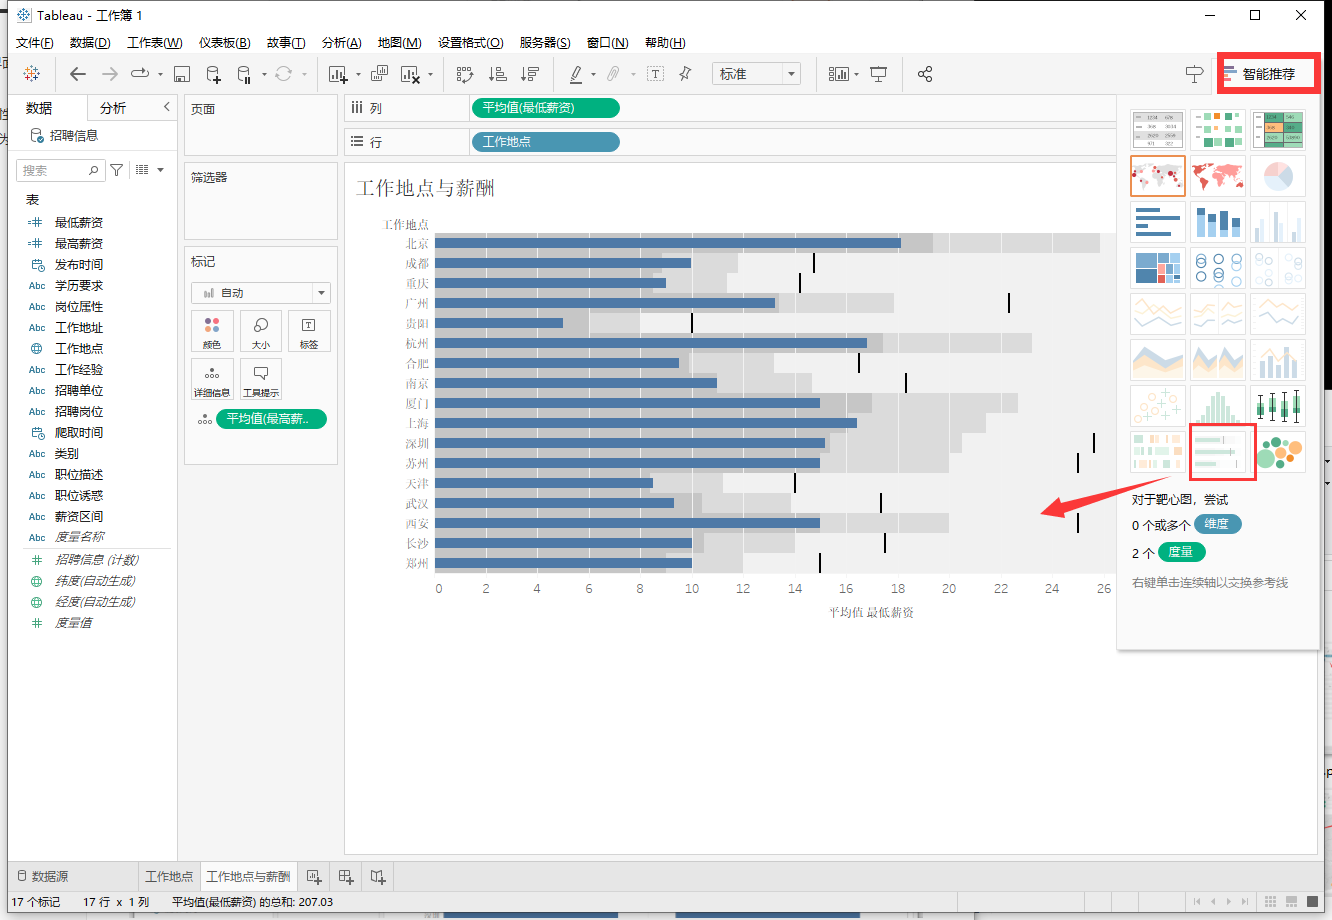 Tableau - 工作簿 1
文件(F) 数据(D) 工作表(W) 仪表板(B) 故事(T) 分析(A) 地图(M) 设置格式(O) 服务器(S) 窗口(N) 帮助(H)
标准
智能推荐
数据 分析
招聘信息
搜索
表
最低薪资
最高薪资
发布时间
Abc 学历要求
Abc 岗位属性
Abc 工作地址
工作地点
Abc 工作经验
Abc 招聘单位
Abc 招聘岗位
爬取时间
Abc 类别
Abc 职位描述
Abc 职位诱惑
Abc 薪资区间
Abc 度量名称
招聘信息 (计数)
纬度(自动生成)
经度(自动生成)
度量值
页面
筛选器
标记
自动
颜色 大小 标签
详细信息 工具提示
平均值(最高薪..
列 平均值(最低薪资)
行 工作地点
工作地点与薪酬
工作地点
北京
成都
重庆
广州
贵阳
杭州
合肥
南京
厦门
上海
深圳
苏州
天津
武汉
西安
长沙
郑州
0 2 4 6 8 10 12 14 16 18 20 22 24 26
平均值 最低薪资
对于靶心图，尝试
0 个或多个 维度
2 个 度量
右键单击连续轴以交换参考线
数据源 工作地点 工作地点与薪酬
17 个标记 17 行 x 1 列 平均值(最低薪资) 的总和: 207.03